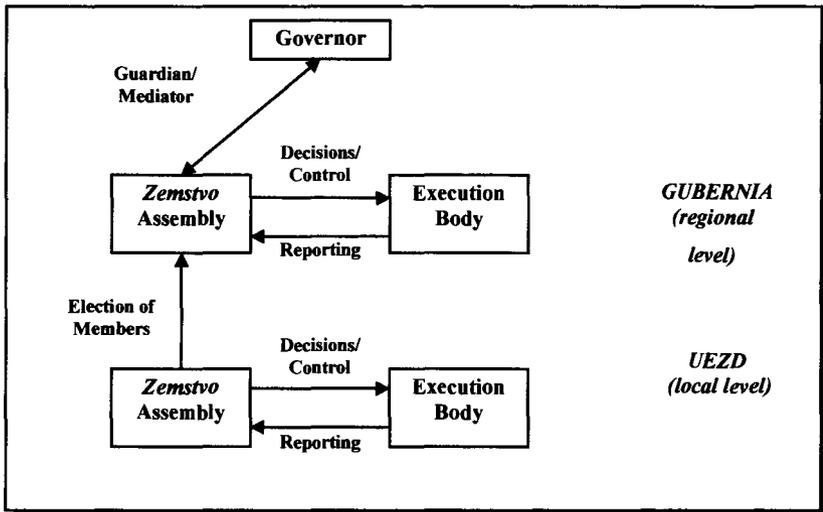 Governor
Guardian/
Mediator
Decisions/
Control
Zemstvo
Assembly
Execution
Body
GUBERNIA
(regional
level)
Reporting
Election of
Members
Decisions/
Control
UEZD
(local level)
Zemstvo
Assembly
Execution
Body
Reporting